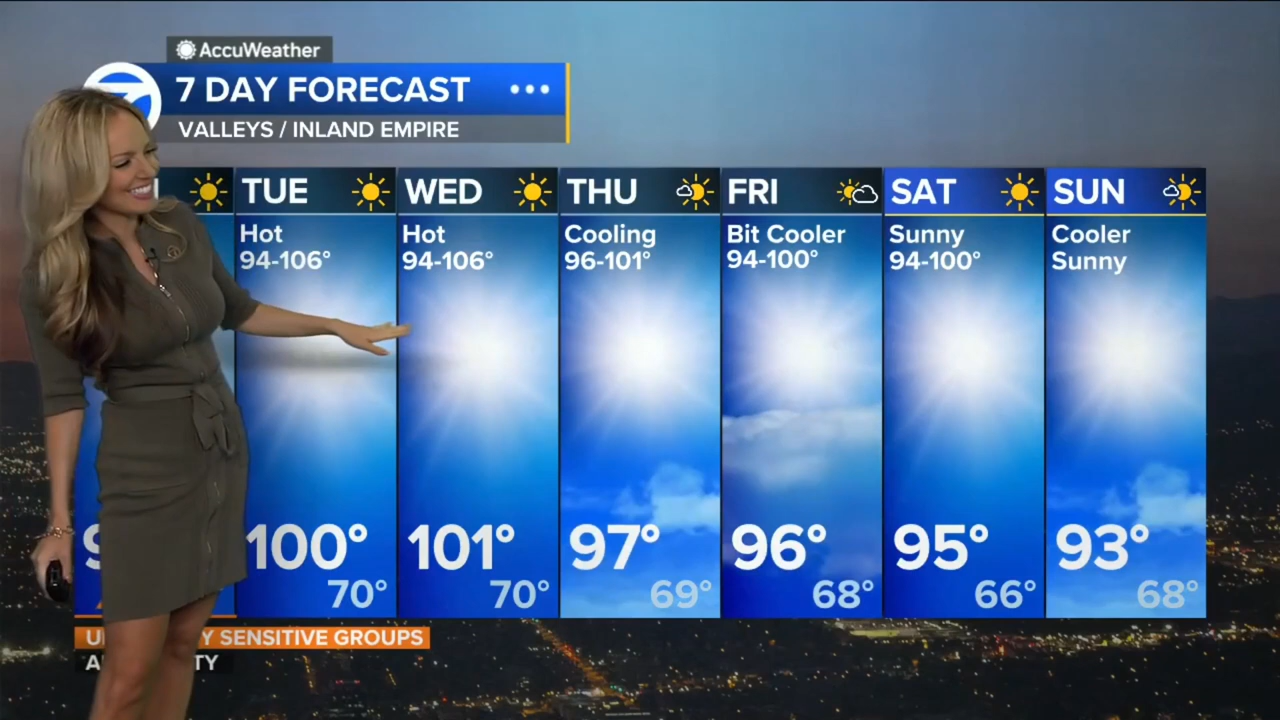 AccuWeather
7 DAY FORECAST
VALLEYS / INLAND EMPIRE
TUE
WED
THU
FRI
SAT
SUN
Hot
94-106°
Hot
94-106°
Cooling
96-101°
Bit Cooler
94-100°
Sunny
94-100°
Cooler
Sunny
9
100°
101°
97°
96°
95°
93°
70°
70°
69°
68°
66°
68°
SENSITIVE GROUPS